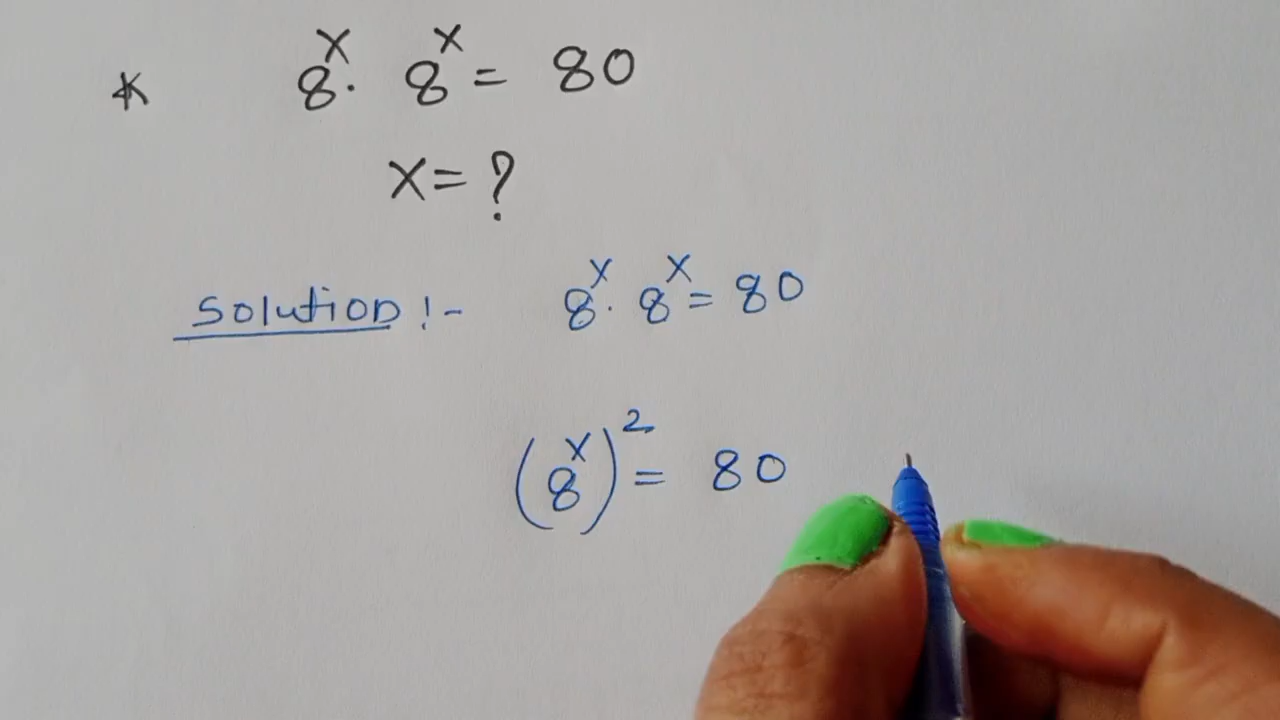 * 8^x · 8^x = 80
x = ?
Solution :- 8^x · 8^x = 80
(8^x)^2 = 80